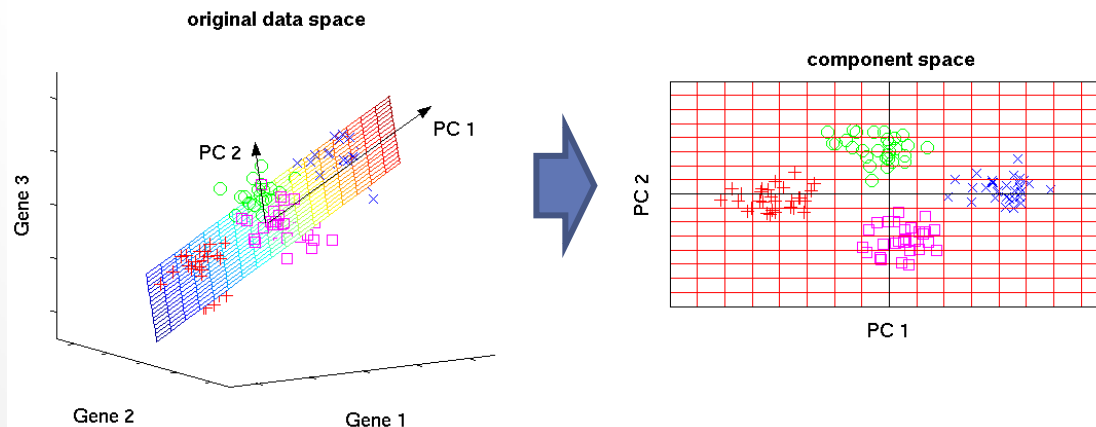 original data space
PC 1
PC 2
Gene 3
Gene 2
Gene 1
component space
PC 2
PC 1